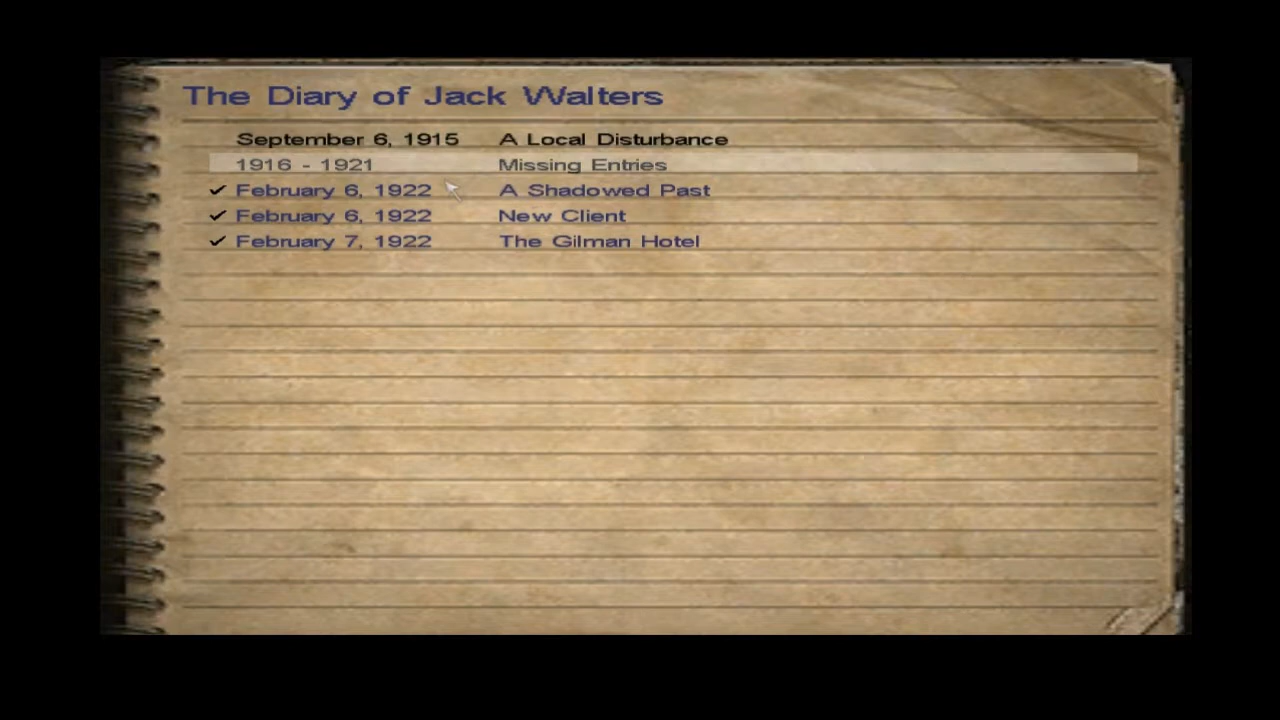 The Diary of Jack Walters
September 6, 1915 A Local Disturbance
1916 - 1921 Missing Entries
✓ February 6, 1922 A Shadowed Past
✓ February 6, 1922 New Client
✓ February 7, 1922 The Gilman Hotel